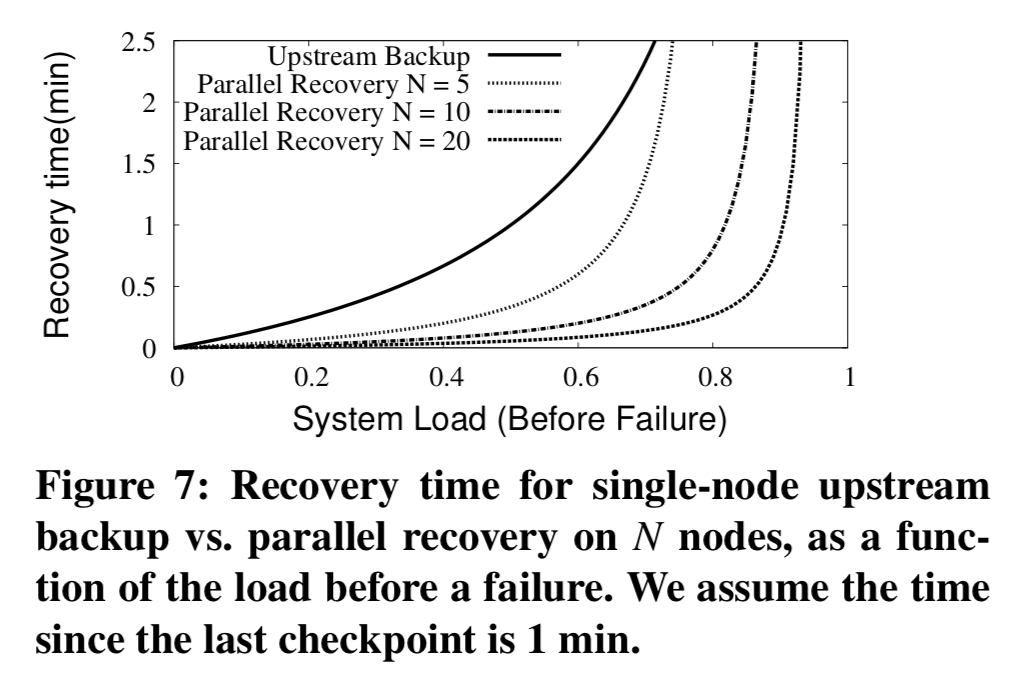 Recovery time(min)
2.5
2
1.5
1
0.5
0
Upstream Backup
Parallel Recovery N = 5
Parallel Recovery N = 10
Parallel Recovery N = 20
0
0.2
0.4
0.6
0.8
1
System Load (Before Failure)
Figure 7: Recovery time for single-node upstream
backup vs. parallel recovery on N nodes, as a func-
tion of the load before a failure. We assume the time
since the last checkpoint is 1 min.